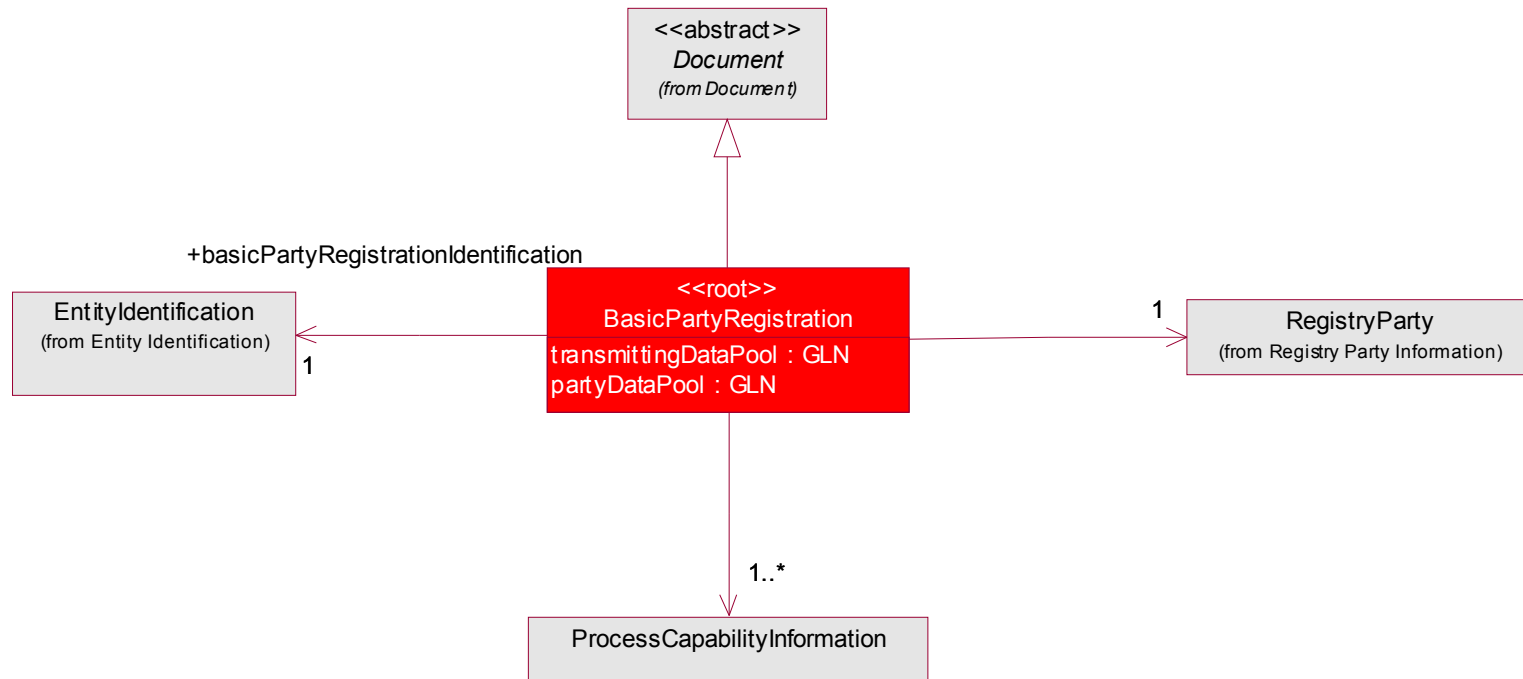 <<abstract>>
Document
(from Document)
+basicPartyRegistrationIdentification
EntityIdentification
(from Entity Identification)
1
<<root>>
BasicPartyRegistration
transmittingDataPool : GLN
partyDataPool : GLN
1
RegistryParty
(from Registry Party Information)
1..*
ProcessCapabilityInformation